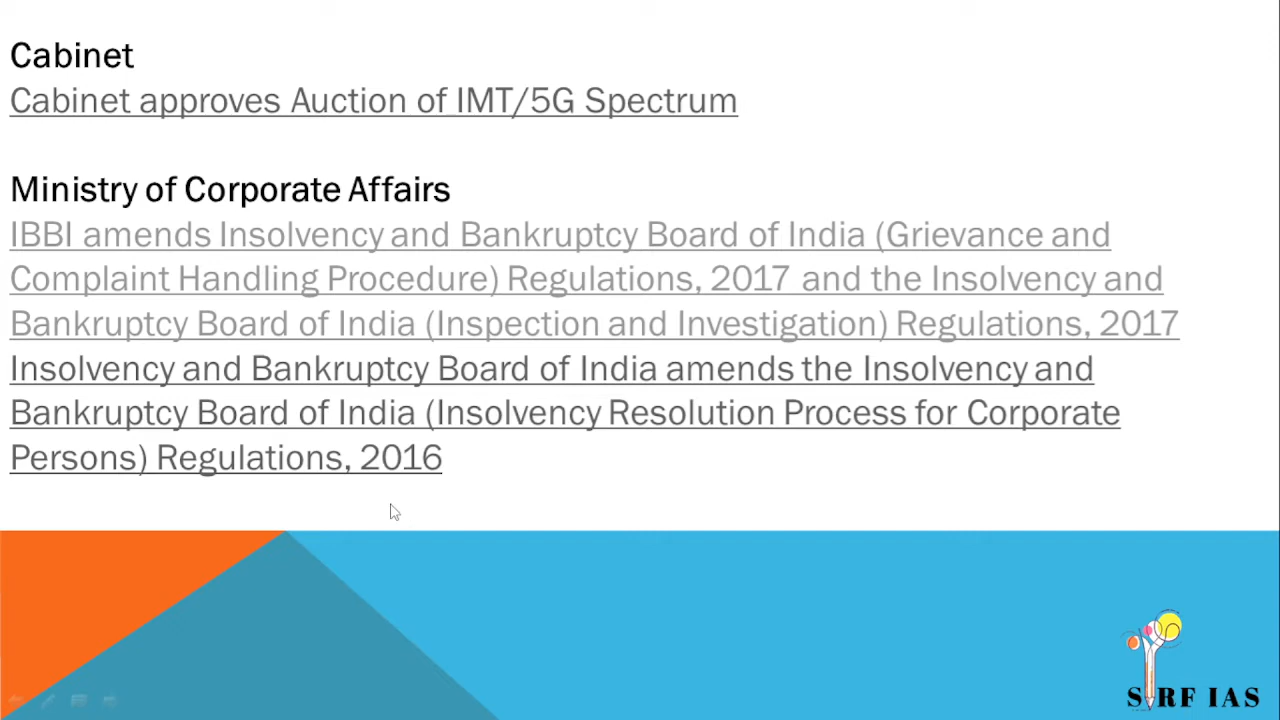 Cabinet
Cabinet approves Auction of IMT/5G Spectrum
Ministry of Corporate Affairs
IBBI amends Insolvency and Bankruptcy Board of India (Grievance and
Complaint Handling Procedure) Regulations, 2017 and the Insolvency and
Bankruptcy Board of India (Inspection and Investigation) Regulations, 2017
Insolvency and Bankruptcy Board of India amends the Insolvency and
Bankruptcy Board of India (Insolvency Resolution Process for Corporate
Persons) Regulations, 2016
SIRF IAS